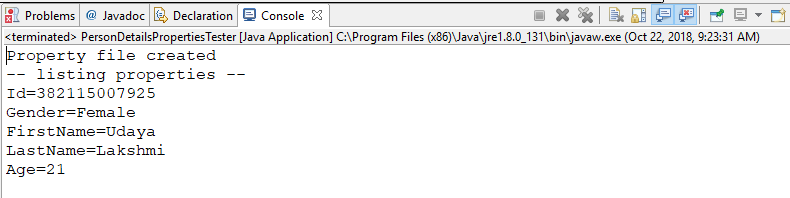 Problems @ Javadoc Declaration Console
<terminated> PersonDetailsPropertiesTester [Java Application] C:\Program Files (x86)\Java\jre1.8.0_131\bin\javaw.exe (Oct 22, 2018, 9:23:31 AM)
Property file created
-- listing properties --
Id=382115007925
Gender=Female
FirstName=Udaya
LastName=Lakshmi
Age=21